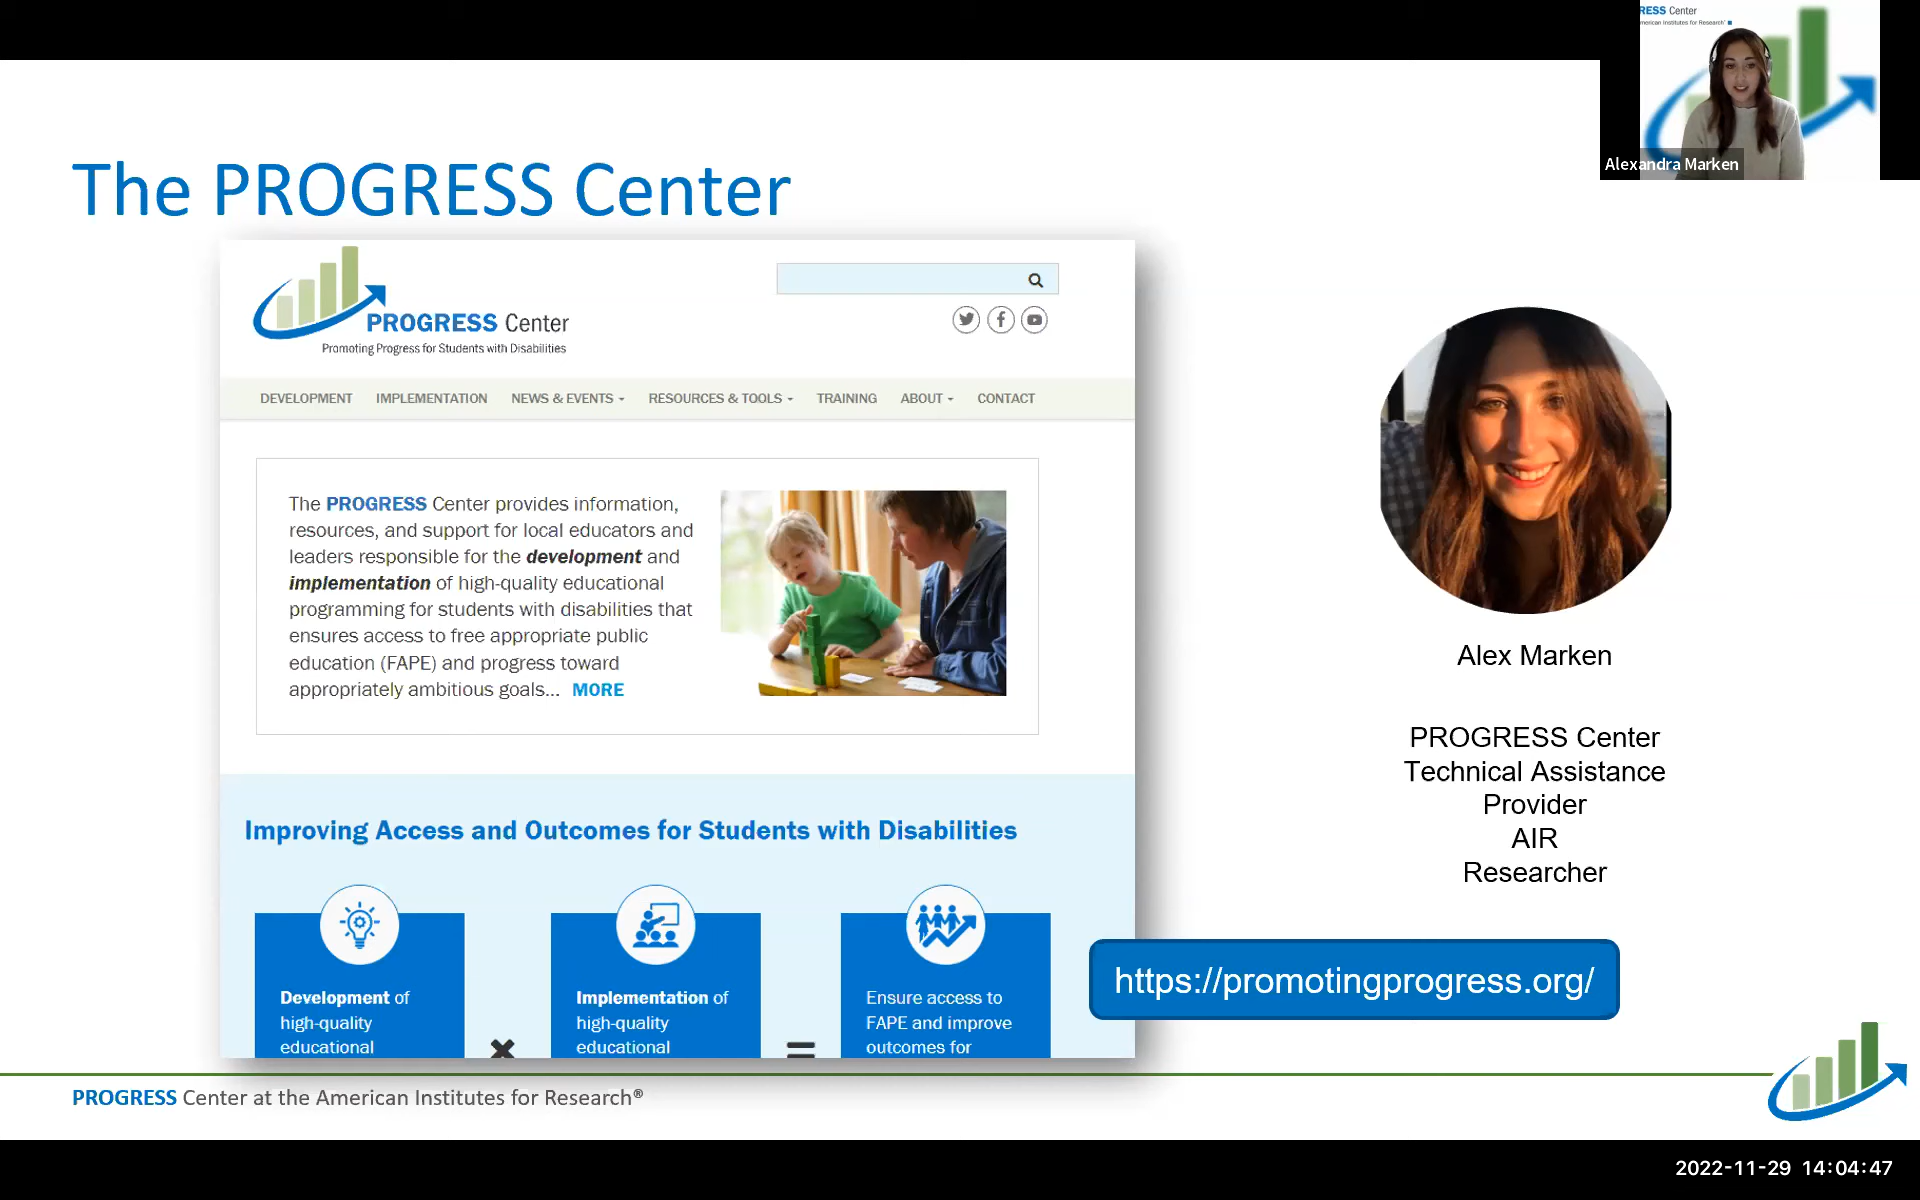 RESS Center
merican Institutes for Research®
Alexandra Marken
The PROGRESS Center
PROGRESS Center
Promoting Progress for Students with Disabilities
DEVELOPMENT IMPLEMENTATION NEWS & EVENTS RESOURCES & TOOLS TRAINING ABOUT CONTACT
The PROGRESS Center provides information,
resources, and support for local educators and
leaders responsible for the development and
implementation of high-quality educational
programming for students with disabilities that
ensures access to free appropriate public
education (FAPE) and progress toward
appropriately ambitious goals... MORE
Improving Access and Outcomes for Students with Disabilities
Development of
high-quality
educational
×
Implementation of
high-quality
educational
=
Ensure access to
FAPE and improve
outcomes for
Alex Marken
PROGRESS Center
Technical Assistance
Provider
AIR
Researcher
https://promotingprogress.org/
PROGRESS Center at the American Institutes for Research®
2022-11-29 14:04:47